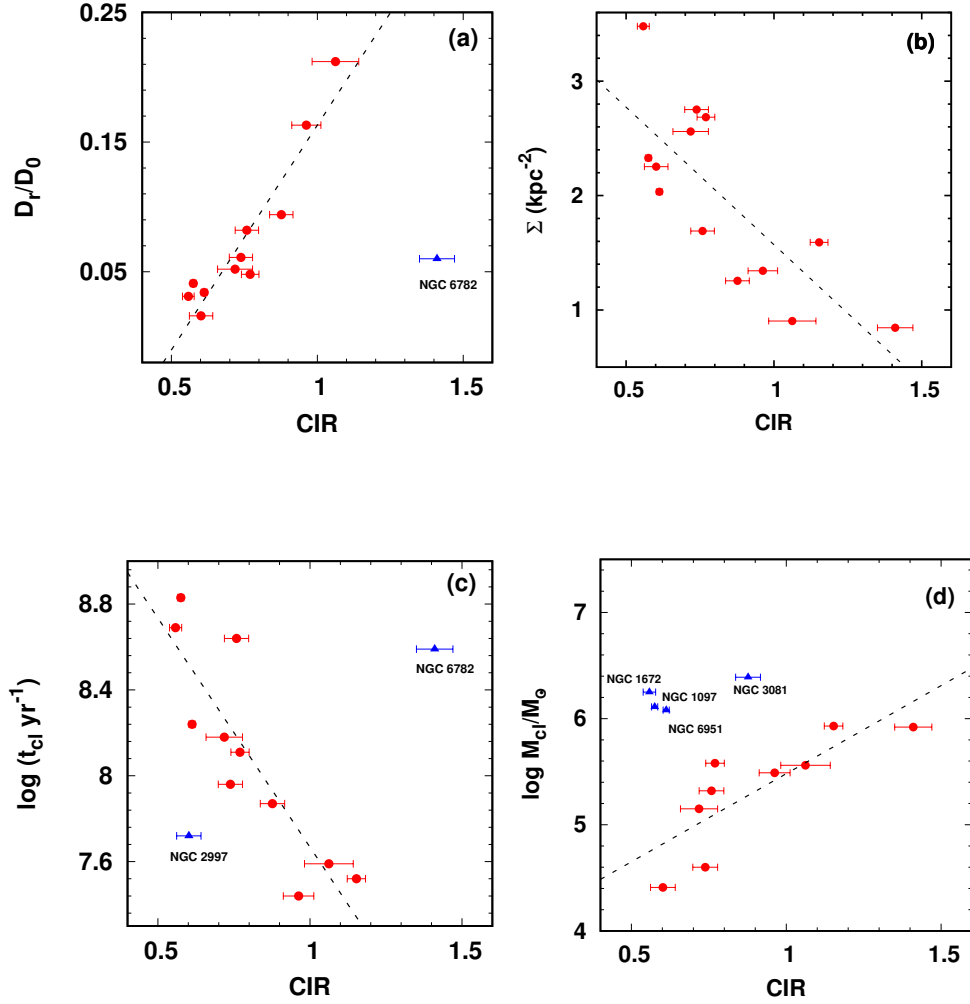 (a)
0.25
0.15
0.05
D_r/D_0
NGC 6782
0.5 1 1.5
CIR
(b)
3
2
1
Σ (kpc^-2)
0.5 1 1.5
CIR
(c)
8.8
8.4
8
7.6
log (t_cl yr^-1)
NGC 6782
NGC 2997
0.5 1 1.5
CIR
(d)
7
6
5
4
log M_cl/M_⊙
NGC 1672
NGC 1097
NGC 3081
NGC 6951
0.5 1 1.5
CIR